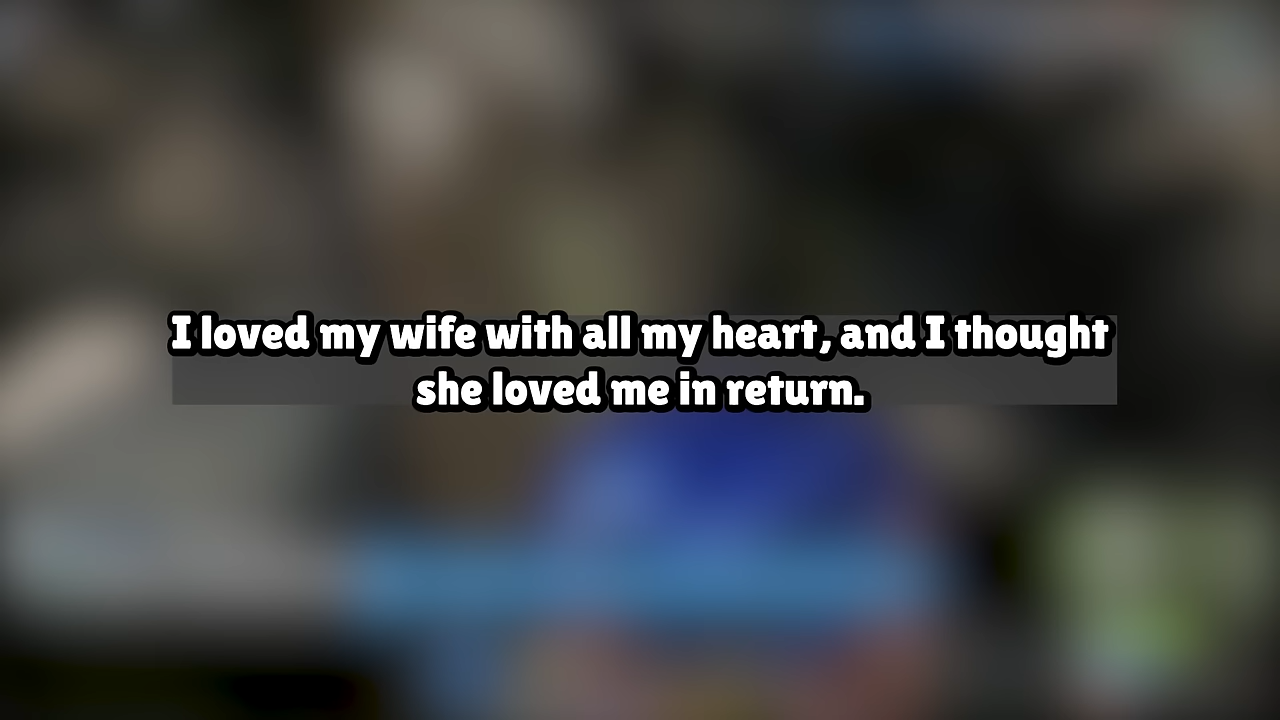 I loved my wife with all my heart, and I thought
she loved me in return.